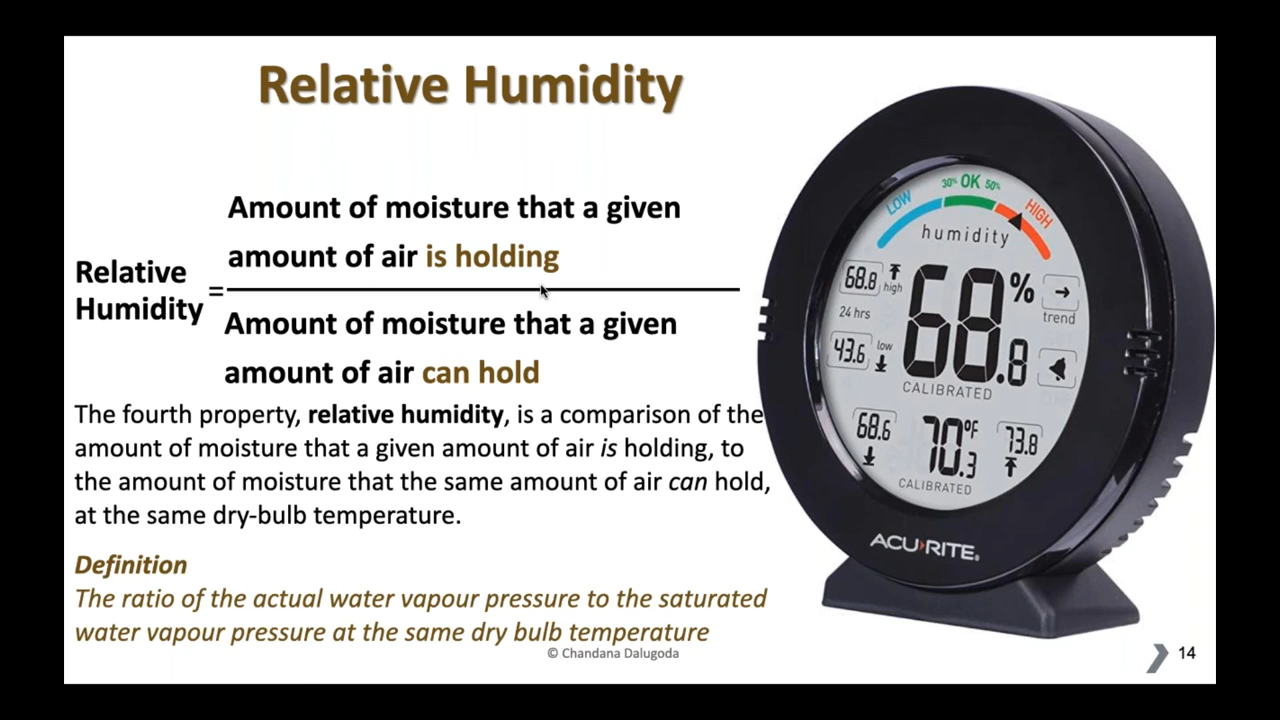 Relative Humidity
Amount of moisture that a given
amount of air is holding
Relative
Humidity
=
Amount of moisture that a given
amount of air can hold
The fourth property, relative humidity, is a comparison of the
amount of moisture that a given amount of air is holding, to
the amount of moisture that the same amount of air can hold,
at the same dry-bulb temperature.
Definition
The ratio of the actual water vapour pressure to the saturated
water vapour pressure at the same dry bulb temperature
© Chandana Dalugoda
14
LOW 30% OK 50% HIGH
humidity
68.8 high
24 hrs
43.6 low
68.8 %
trend
CALIBRATED
68.6
70.3 °F
73.8
CALIBRATED
ACU RITE